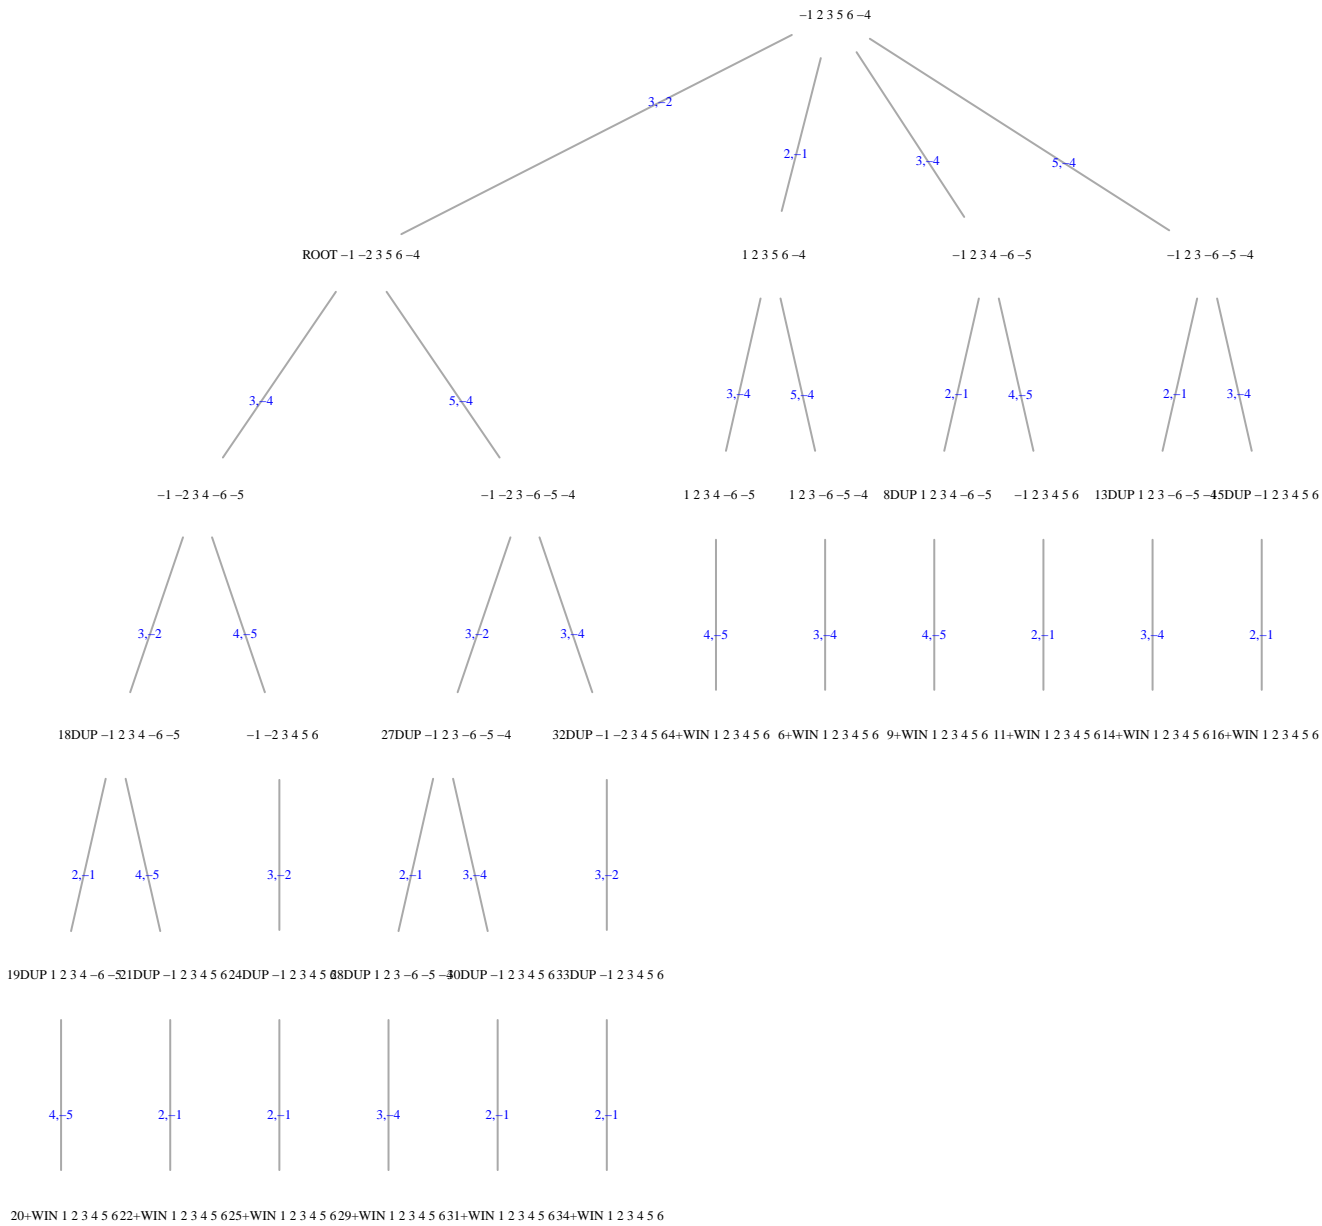 −1 2 3 5 6 −4
3,−2
2,−1
3,−4
5,−4
ROOT −1 −2 3 5 6 −4
1 2 3 5 6 −4
−1 2 3 4 −6 −5
−1 2 3 −6 −5 −4
3,−4
5,−4
3,−4
5,−4
2,−1
4,−5
2,−1
3,−4
−1 −2 3 4 −6 −5
−1 −2 3 −6 −5 −4
1 2 3 4 −6 −5
1 2 3 −6 −5 −4
8DUP 1 2 3 4 −6 −5
−1 2 3 4 5 6
13DUP 1 2 3 −6 −5 −4
15DUP −1 2 3 4 5 6
3,−2
4,−5
3,−2
3,−4
4,−5
3,−4
4,−5
2,−1
3,−4
2,−1
18DUP −1 2 3 4 −6 −5
−1 −2 3 4 5 6
27DUP −1 2 3 −6 −5 −4
32DUP −1 −2 3 4 5 6
4+WIN 1 2 3 4 5 6
6+WIN 1 2 3 4 5 6
9+WIN 1 2 3 4 5 6
11+WIN 1 2 3 4 5 6
14+WIN 1 2 3 4 5 6
16+WIN 1 2 3 4 5 6
2,−1
4,−5
3,−2
2,−1
3,−4
3,−2
19DUP 1 2 3 4 −6 −5
21DUP −1 2 3 4 5 6
24DUP −1 2 3 4 5 6
28DUP 1 2 3 −6 −5 −4
30DUP −1 2 3 4 5 6
33DUP −1 2 3 4 5 6
4,−5
2,−1
2,−1
3,−4
2,−1
2,−1
20+WIN 1 2 3 4 5 6
22+WIN 1 2 3 4 5 6
25+WIN 1 2 3 4 5 6
29+WIN 1 2 3 4 5 6
31+WIN 1 2 3 4 5 6
34+WIN 1 2 3 4 5 6